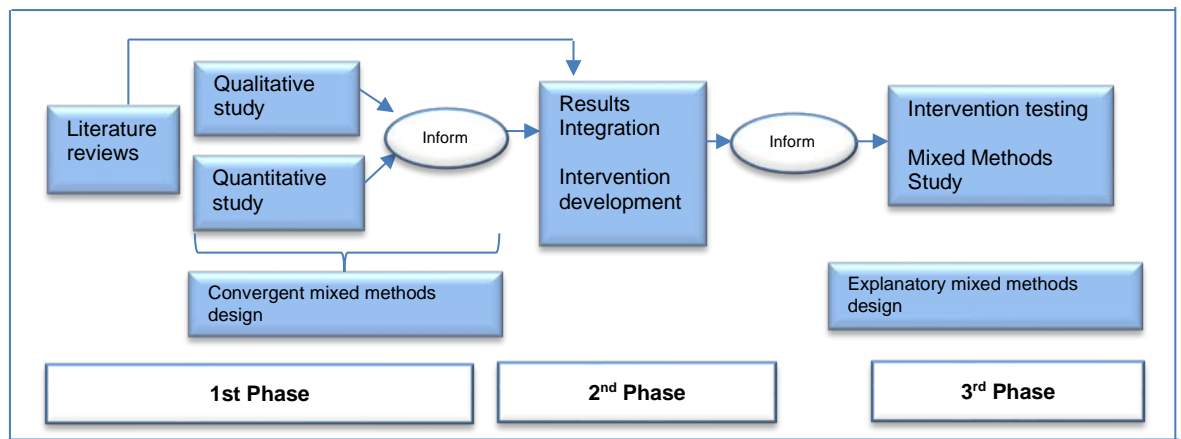 Literature
reviews
Qualitative
study
Quantitative
study
Inform
Convergent mixed methods
design
Results
Integration
Intervention
development
Inform
Intervention testing
Mixed Methods
Study
Explanatory mixed methods
design
1st Phase
2nd Phase
3rd Phase